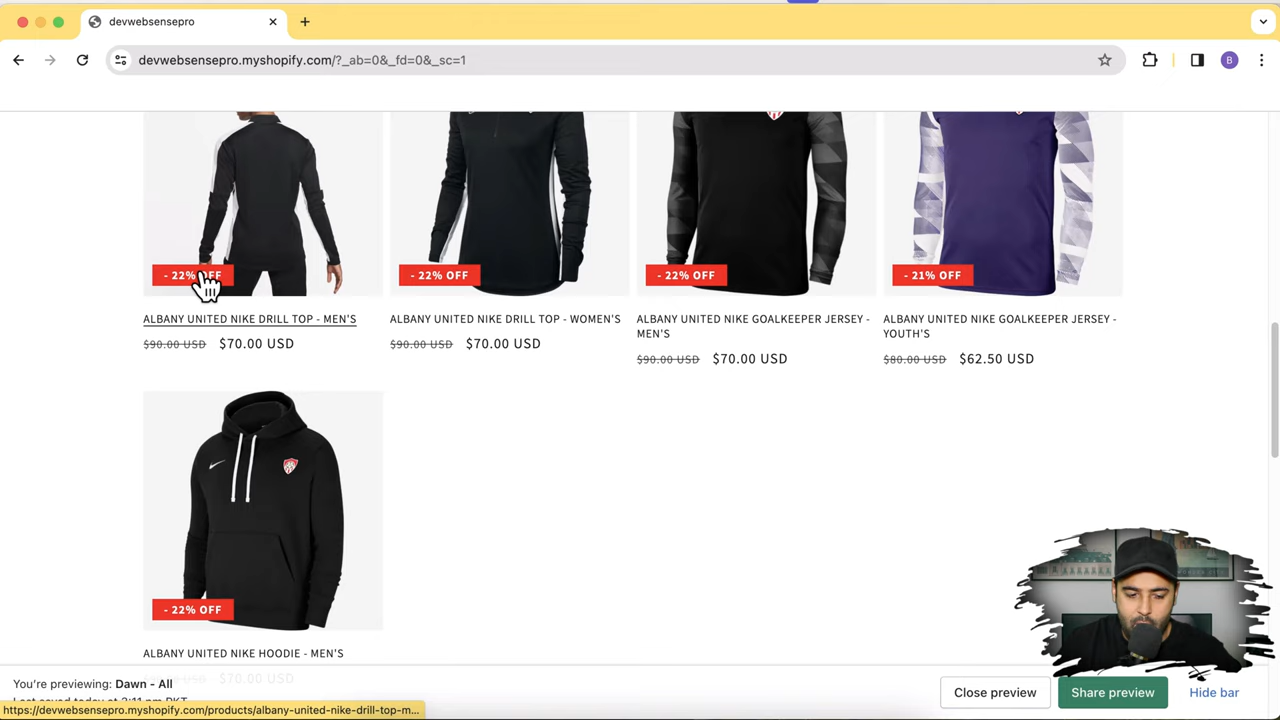 devwebsensepro
devwebsensepro.myshopify.com/?_ab=0&_fd=0&_sc=1
B
- 22% OFF
- 22% OFF
- 22% OFF
- 21% OFF
ALBANY UNITED NIKE DRILL TOP - MEN'S
$90.00 USD $70.00 USD
ALBANY UNITED NIKE DRILL TOP - WOMEN'S
$90.00 USD $70.00 USD
ALBANY UNITED NIKE GOALKEEPER JERSEY -
MEN'S
$90.00 USD $70.00 USD
ALBANY UNITED NIKE GOALKEEPER JERSEY -
YOUTH'S
$80.00 USD $62.50 USD
- 22% OFF
ALBANY UNITED NIKE HOODIE - MEN'S
$90.00 USD $70.00 USD
You're previewing: Dawn - All
Last saved today at 2:11 pm PKT
Close preview
Share preview
Hide bar
https://devwebsensepro.myshopify.com/products/albany-united-nike-drill-top-m...